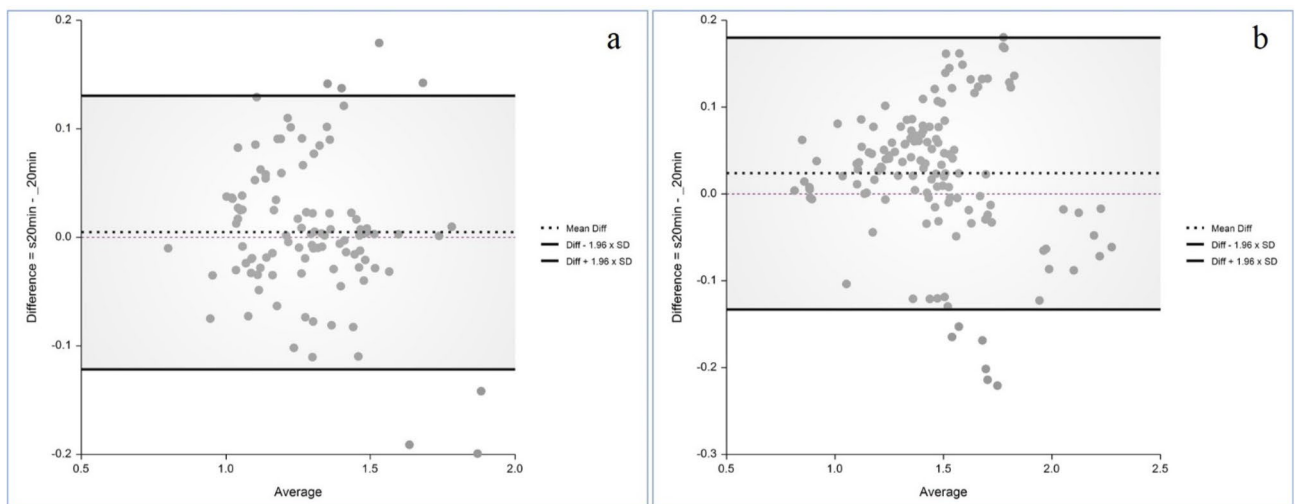 a
0.2
0.1
0.0
-0.1
-0.2
Difference = s20min - _20min
0.5
1.0
1.5
2.0
Average
Mean Diff
Diff - 1.96 x SD
Diff + 1.96 x SD
b
0.2
0.1
0.0
-0.1
-0.2
-0.3
Difference = s20min - _20min
0.5
1.0
1.5
2.0
2.5
Average
Mean Diff
Diff - 1.96 x SD
Diff + 1.96 x SD